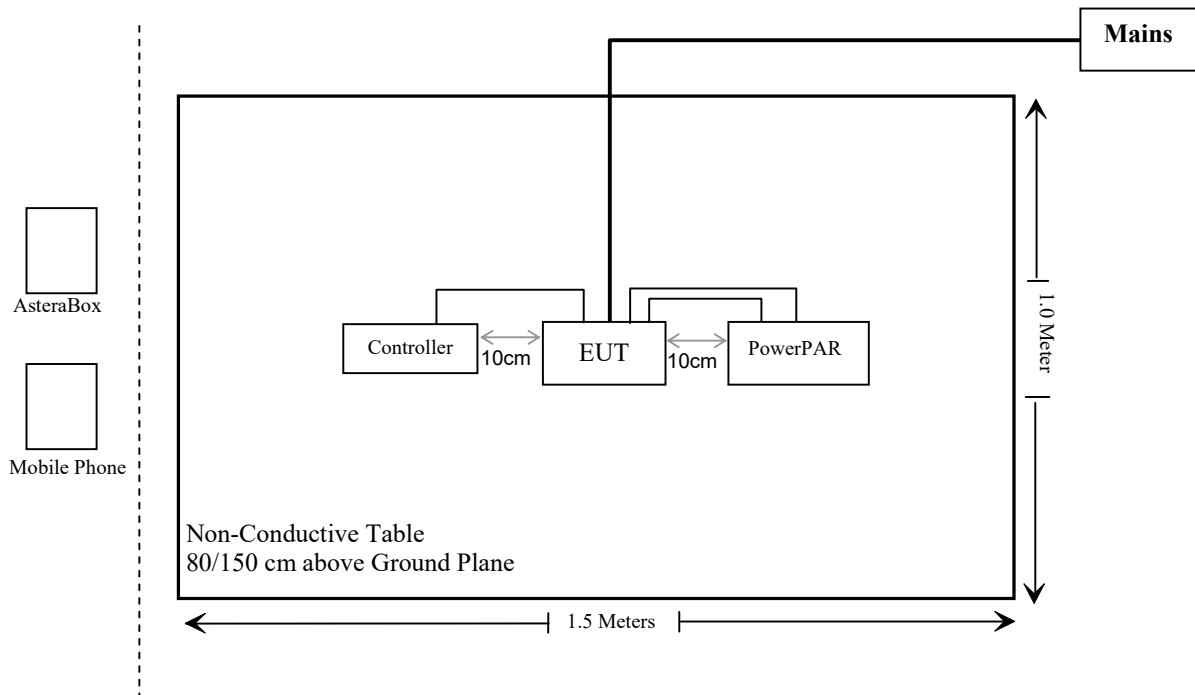 Mains
AsteraBox
Controller
10cm
EUT
10cm
PowerPAR
1.0 Meter
Mobile Phone
Non-Conductive Table
80/150 cm above Ground Plane
1.5 Meters